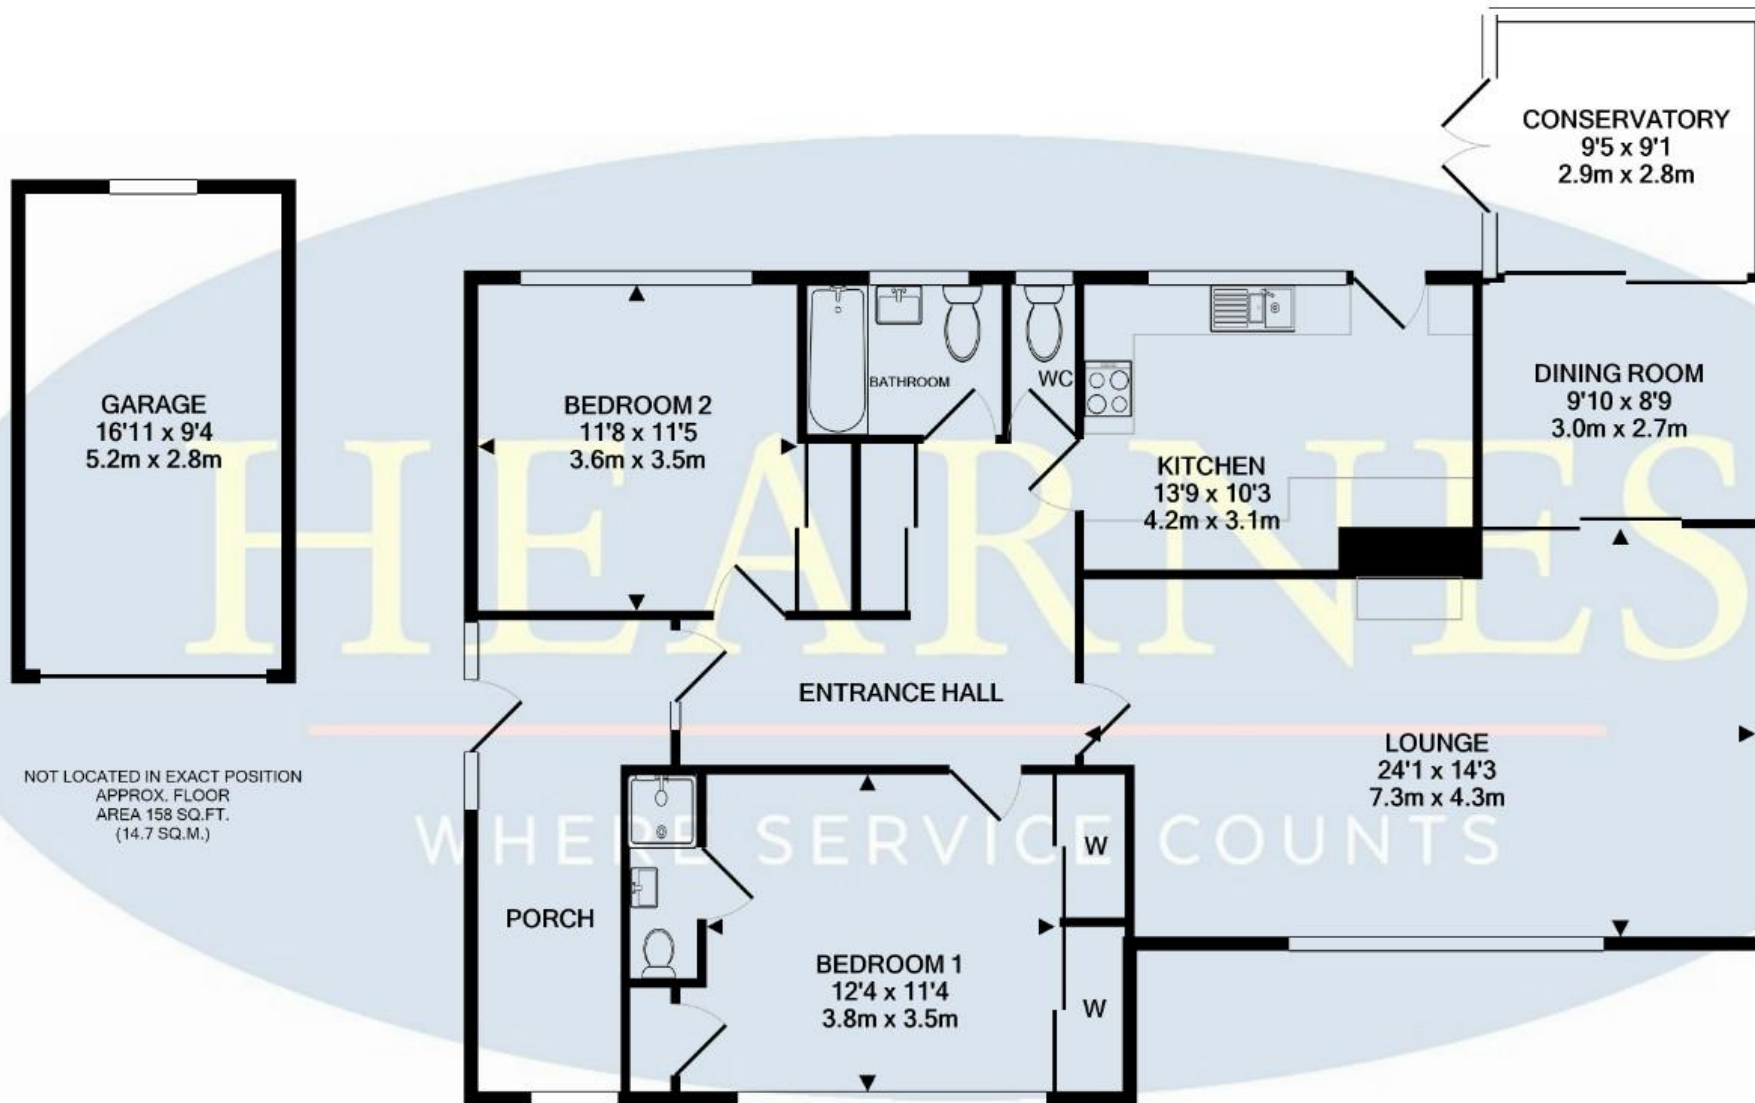 CONSERVATORY
9'5 x 9'1
2.9m x 2.8m
GARAGE
16'11 x 9'4
5.2m x 2.8m
BEDROOM 2
11'8 x 11'5
3.6m x 3.5m
BATHROOM
WC
KITCHEN
13'9 x 10'3
4.2m x 3.1m
DINING ROOM
9'10 x 8'9
3.0m x 2.7m
HEARNES
ENTRANCE HALL
LOUNGE
24'1 x 14'3
7.3m x 4.3m
NOT LOCATED IN EXACT POSITION
APPROX. FLOOR
AREA 158 SQ.FT.
(14.7 SQ.M.)
WHERE SERVICE COUNTS
W
PORCH
BEDROOM 1
12'4 x 11'4
3.8m x 3.5m
W